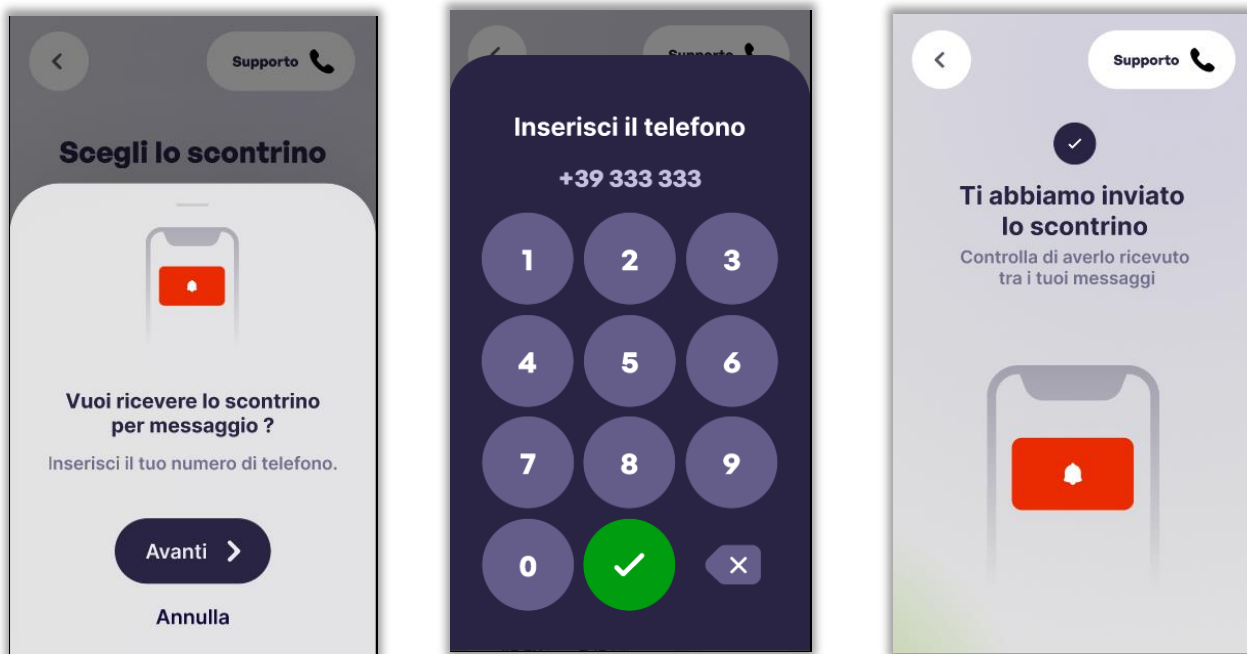 Supporto
Scegli lo scontrino
Vuoi ricevere lo scontrino
per messaggio ?
Inserisci il tuo numero di telefono.
Avanti
Annulla
Supporto
Inserisci il telefono
+39 333 333
1 2 3
4 5 6
7 8 9
0
Supporto
Ti abbiamo inviato
lo scontrino
Controlla di averlo ricevuto
tra i tuoi messaggi